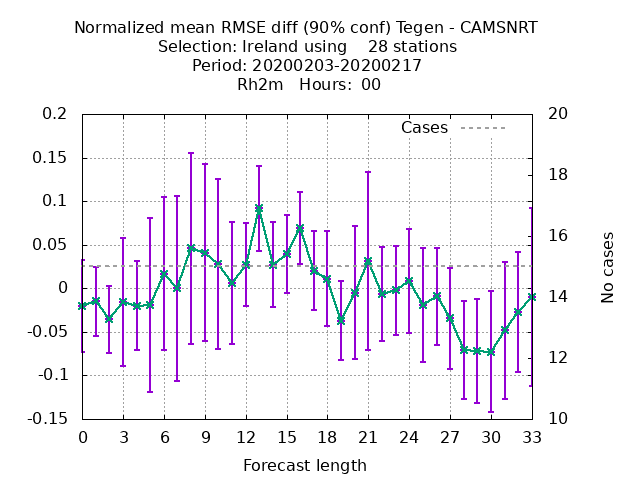 Normalized mean RMSE diff (90% conf) Tegen - CAMSNRT
Selection: Ireland using    28 stations
Period: 20200203-20200217
Rh2m   Hours:  00
Cases
0.2
0.15
0.1
0.05
0
-0.05
-0.1
-0.15
20
18
16
14
12
10
No cases
0 3 6 9 12 15 18 21 24 27 30 33
Forecast length